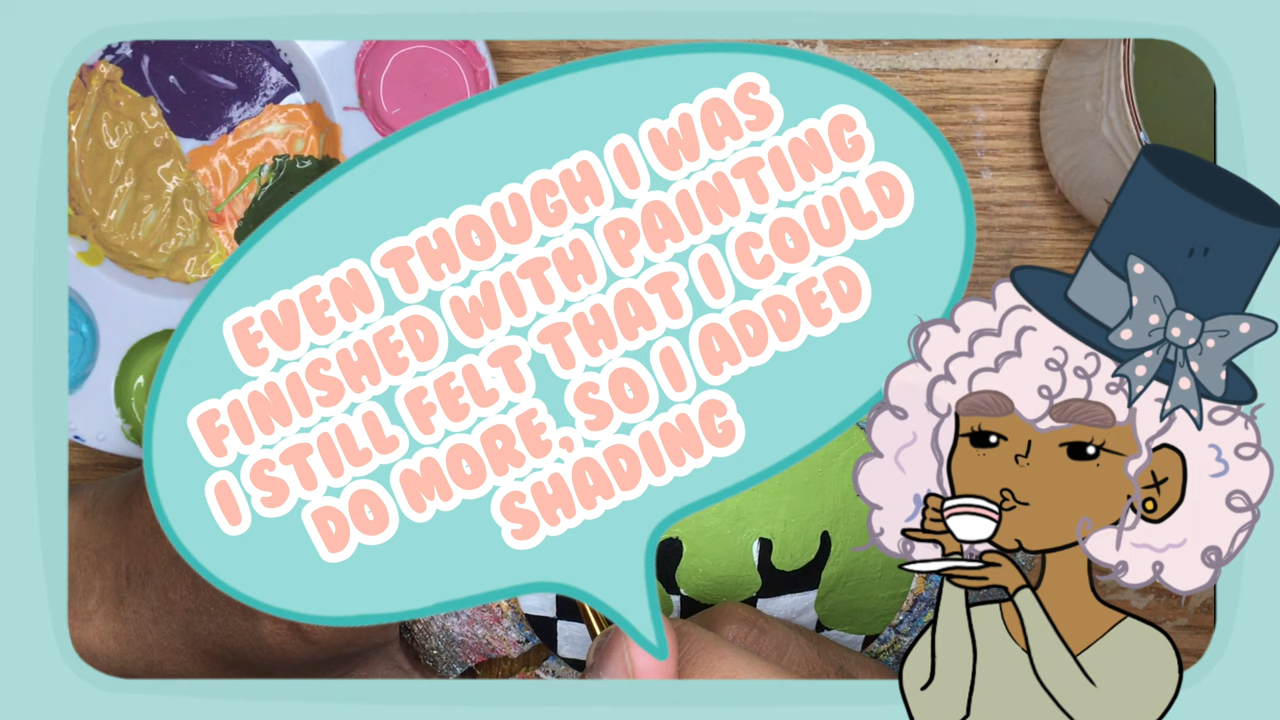 EVEN THOUGH I WAS
FINISHED WITH PAINTING
I STILL FELT THAT I COULD
DO MORE, SO I ADDED
SHADING